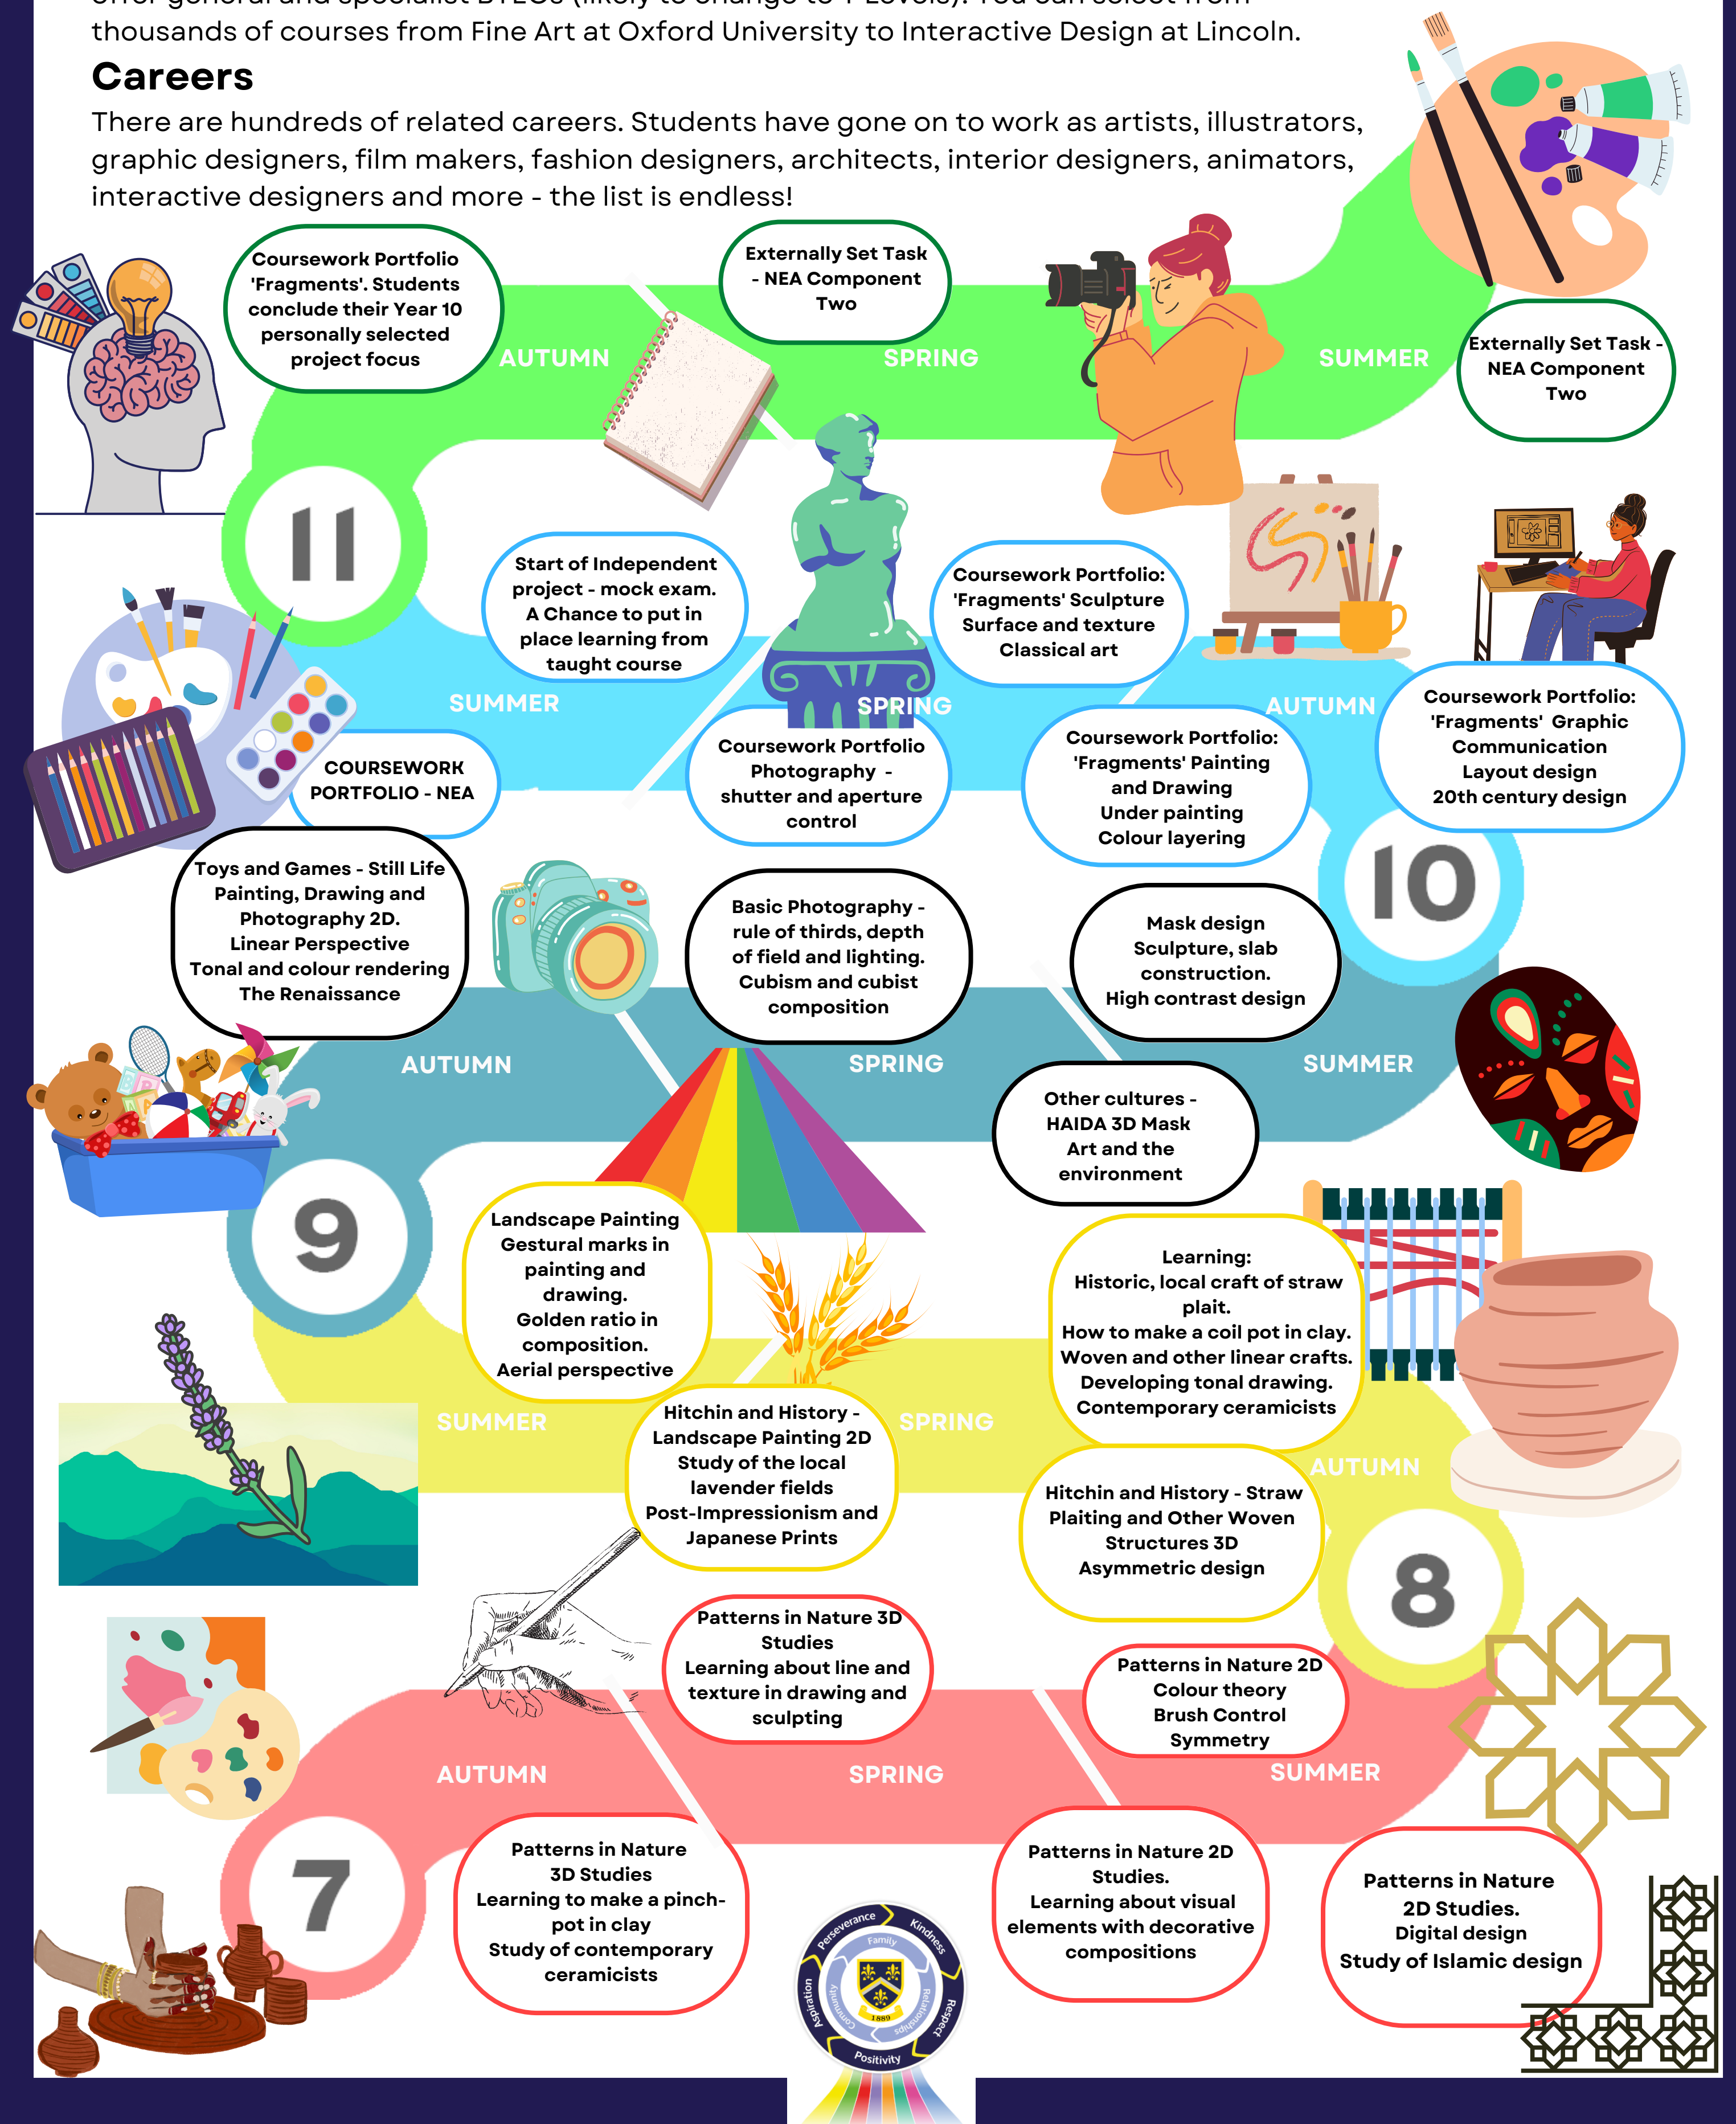 offer general and specialist BTECs (likely to change to T Levels). You can select from
thousands of courses from Fine Art at Oxford University to Interactive Design at Lincoln.
Careers
There are hundreds of related careers. Students have gone on to work as artists, illustrators,
graphic designers, film makers, fashion designers, architects, interior designers, animators,
interactive designers and more - the list is endless!
Coursework Portfolio
'Fragments'. Students
conclude their Year 10
personally selected
project focus
AUTUMN
Externally Set Task
- NEA Component
Two
SPRING
SUMMER
Externally Set Task -
NEA Component
Two
11
Start of Independent
project - mock exam.
A Chance to put in
place learning from
taught course
Coursework Portfolio:
'Fragments' Sculpture
Surface and texture
Classical art
SUMMER
SPRING
AUTUMN
COURSEWORK
PORTFOLIO - NEA
Coursework Portfolio
Photography -
shutter and aperture
control
Coursework Portfolio:
'Fragments' Painting
and Drawing
Under painting
Colour layering
Coursework Portfolio:
'Fragments' Graphic
Communication
Layout design
20th century design
10
Toys and Games - Still Life
Painting, Drawing and
Photography 2D.
Linear Perspective
Tonal and colour rendering
The Renaissance
Basic Photography -
rule of thirds, depth
of field and lighting.
Cubism and cubist
composition
Mask design
Sculpture, slab
construction.
High contrast design
AUTUMN
SPRING
SUMMER
Other cultures -
HAIDA 3D Mask
Art and the
environment
9
Landscape Painting
Gestural marks in
painting and
drawing.
Golden ratio in
composition.
Aerial perspective
Learning:
Historic, local craft of straw
plait.
How to make a coil pot in clay.
Woven and other linear crafts.
Developing tonal drawing.
Contemporary ceramicists
SUMMER
Hitchin and History -
Landscape Painting 2D
Study of the local
lavender fields
Post-Impressionism and
Japanese Prints
SPRING
AUTUMN
Hitchin and History - Straw
Plaiting and Other Woven
Structures 3D
Asymmetric design
8
Patterns in Nature 3D
Studies
Learning about line and
texture in drawing and
sculpting
Patterns in Nature 2D
Colour theory
Brush Control
Symmetry
AUTUMN
SPRING
SUMMER
7
Patterns in Nature
3D Studies
Learning to make a pinch-
pot in clay
Study of contemporary
ceramicists
Patterns in Nature 2D
Studies.
Learning about visual
elements with decorative
compositions
Patterns in Nature
2D Studies.
Digital design
Study of Islamic design
Perseverance
Kindness
Respect
Positivity
Aspiration
Family
Relationships
Community
1889